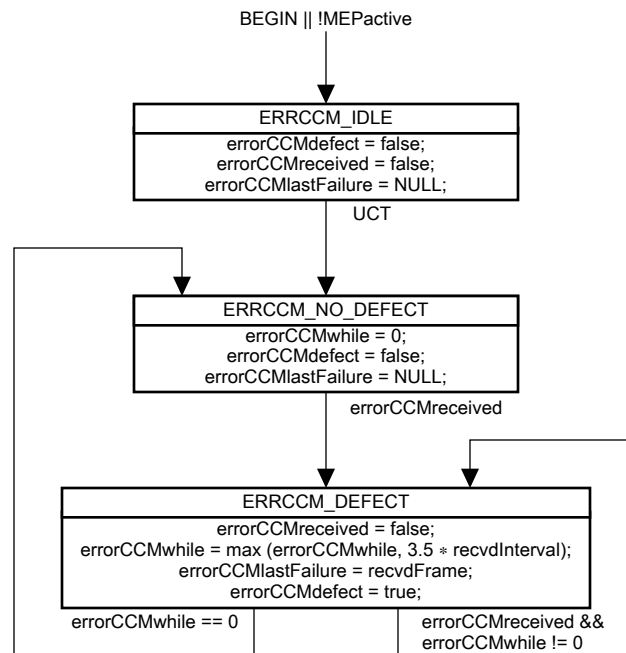 BEGIN || !MEPactive
ERRCCM_IDLE
errorCCMdefect = false;
errorCCMreceived = false;
errorCCMlastFailure = NULL;
UCT
ERRCCM_NO_DEFECT
errorCCMwhile = 0;
errorCCMdefect = false;
errorCCMlastFailure = NULL;
errorCCMreceived
ERRCCM_DEFECT
errorCCMreceived = false;
errorCCMwhile = max (errorCCMwhile, 3.5 * recvdInterval);
errorCCMlastFailure = recvdFrame;
errorCCMdefect = true;
errorCCMwhile == 0
errorCCMreceived &&
errorCCMwhile != 0